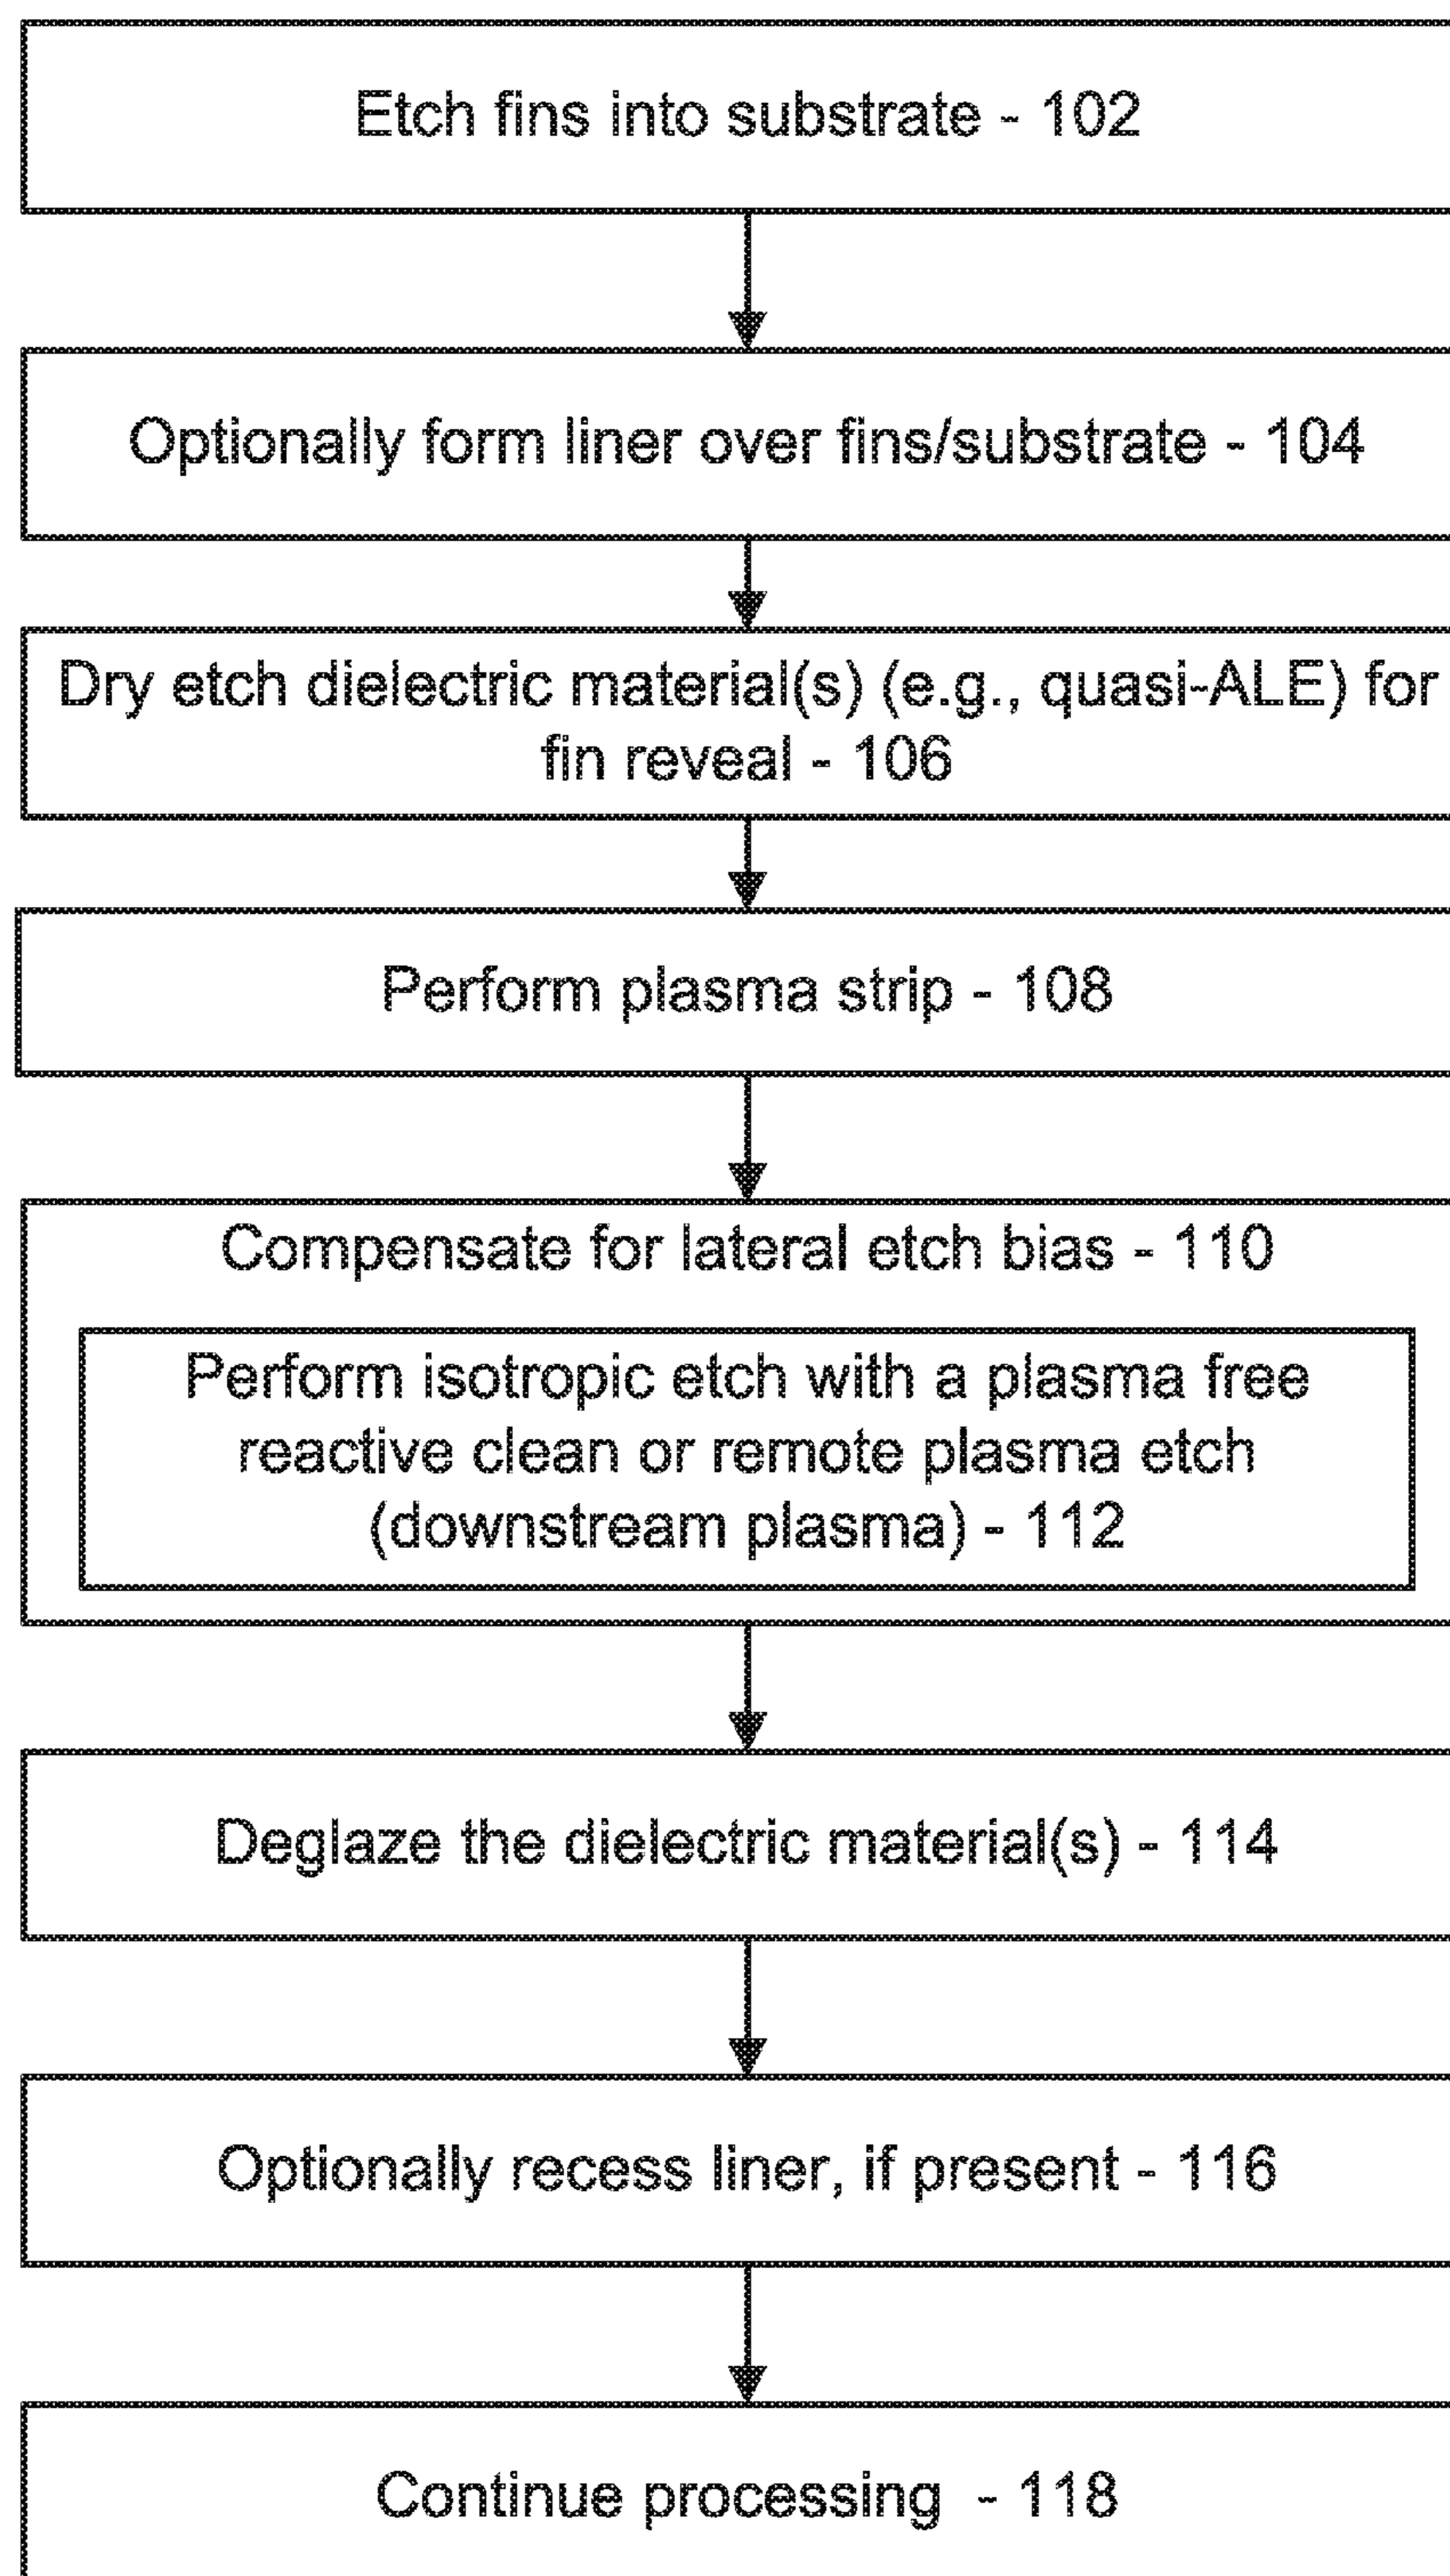 Etch fins into substrate - 102
Optionally form liner over fins/substrate - 104
Dry etch dielectric material(s) (e.g., quasi-ALE) for
fin reveal - 106
Perform plasma strip - 108
Compensate for lateral etch bias - 110
Perform isotropic etch with a plasma free
reactive clean or remote plasma etch
(downstream plasma) - 112
Deglaze the dielectric material(s) - 114
Optionally recess liner, if present - 116
Continue processing - 118